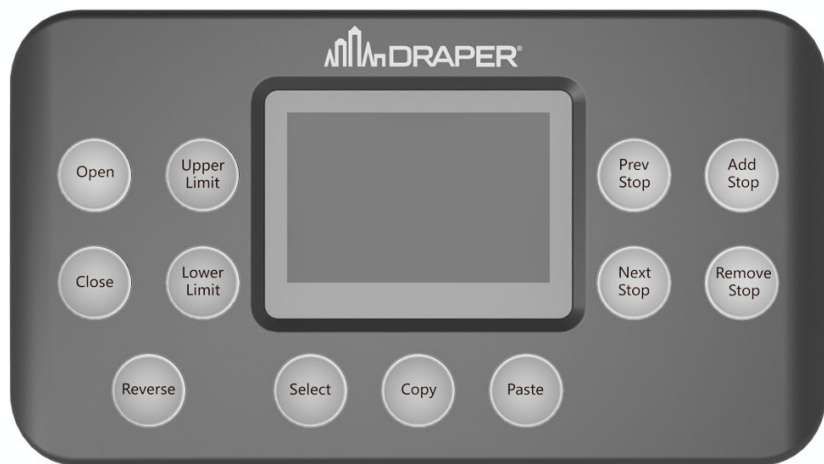 DRAPER®
Open
Upper
Limit
Prev
Stop
Add
Stop
Close
Lower
Limit
Next
Stop
Remove
Stop
Reverse
Select
Copy
Paste